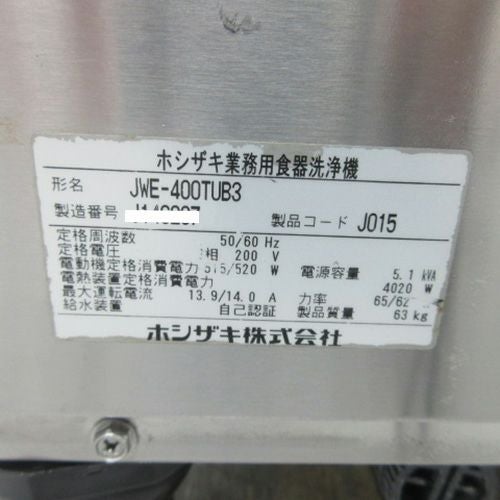 ホシザキ業務用食器洗浄機
形名 JWE-400TUB3
製造番号 製品コード J015
定格周波数 50/60 Hz
定格電圧 相 200 V
電動機定格消費電力 515/520 W 電源容量 5.1 kVA
電熱装置定格消費電力 4020 W
最大運転電流 13.9/14.0 A 力率 65/62
給水装置 自己認証 製品質量 63 kg
ホシザキ株式会社